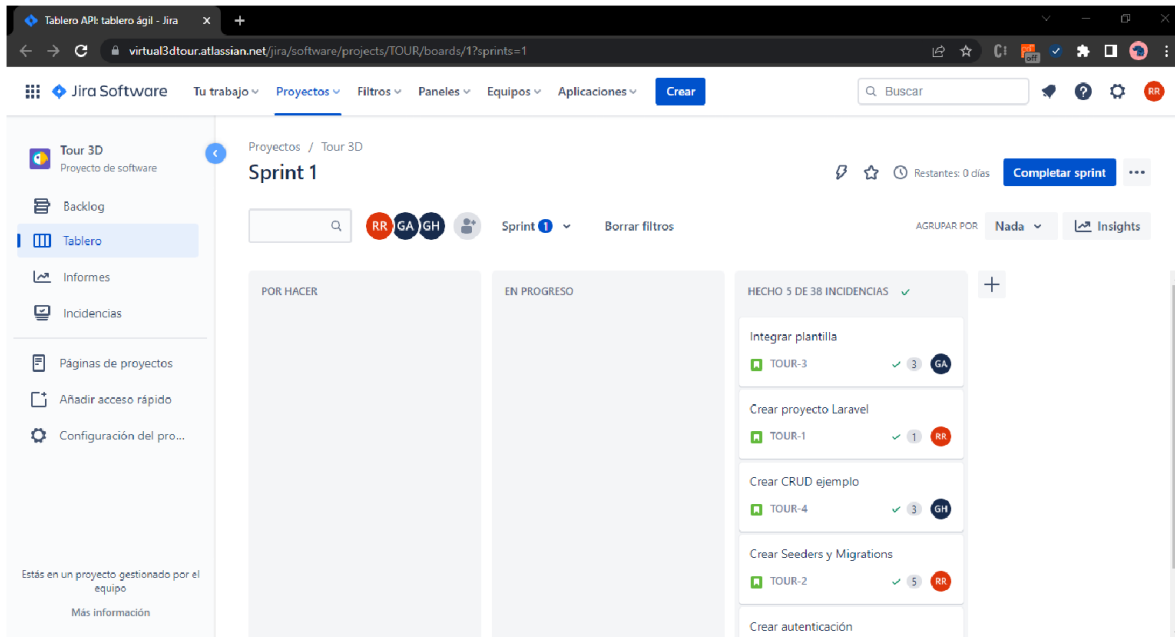 Tablero API: tablero ágil - Jira
virtual3dtour.atlassian.net/jira/software/projects/TOUR/boards/1?sprints=1
off
Jira Software Tu trabajo Proyectos Filtros Paneles Equipos Aplicaciones Crear Buscar RR
Tour 3D
Proyecto de software
Backlog
Tablero
Informes
Incidencias
Páginas de proyectos
Añadir acceso rápido
Configuración del pro...
Estás en un proyecto gestionado por el
equipo
Más información
Proyectos / Tour 3D
Sprint 1
Restantes: 0 días Completar sprint
RR GA GH Sprint 1 Borrar filtros AGRUPAR POR Nada Insights
POR HACER
EN PROGRESO
HECHO 5 DE 38 INCIDENCIAS
Integrar plantilla
TOUR-3 3 GA
Crear proyecto Laravel
TOUR-1 1 RR
Crear CRUD ejemplo
TOUR-4 3 GH
Crear Seeders y Migrations
TOUR-2 5 RR
Crear autenticación